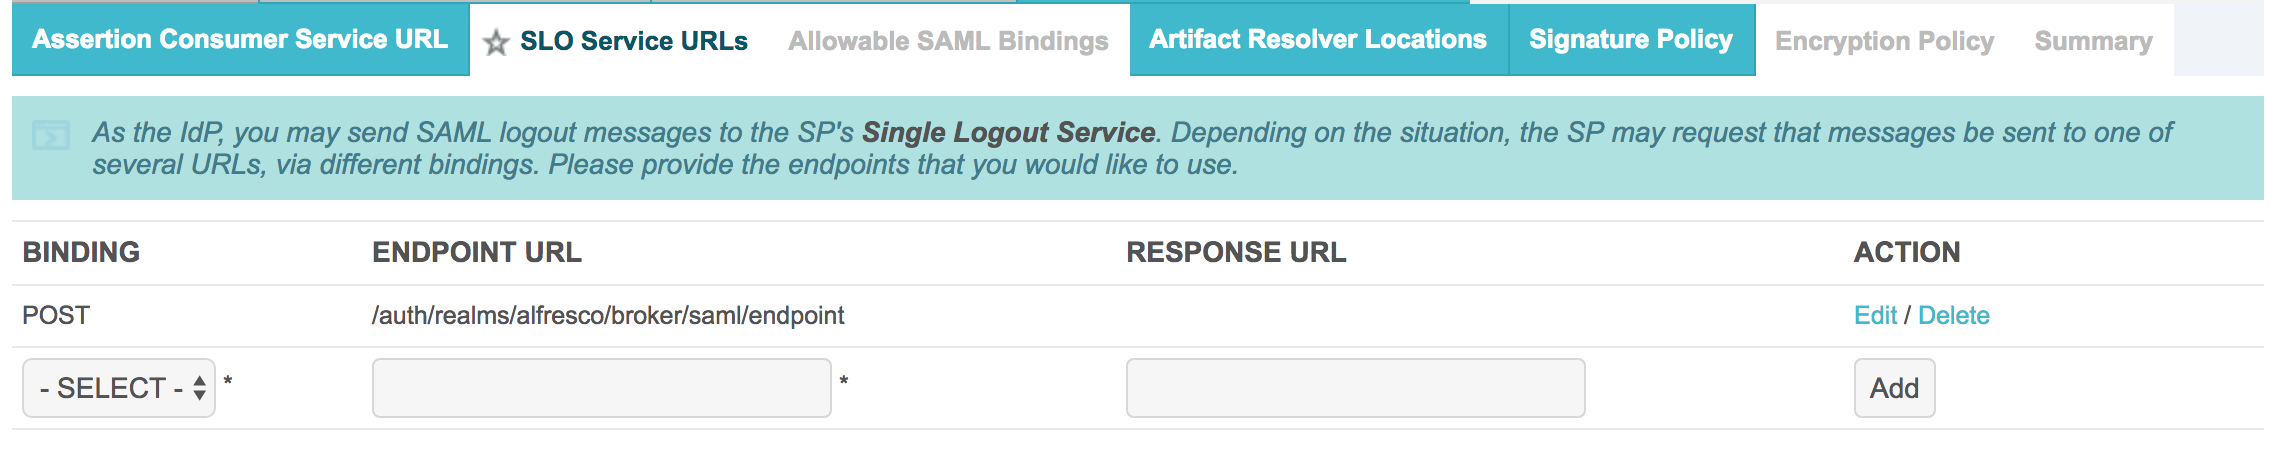 Assertion Consumer Service URL SLO Service URLs Allowable SAML Bindings Artifact Resolver Locations Signature Policy Encryption Policy Summary
As the IdP, you may send SAML logout messages to the SP's Single Logout Service. Depending on the situation, the SP may request that messages be sent to one of
several URLs, via different bindings. Please provide the endpoints that you would like to use.
BINDING ENDPOINT URL RESPONSE URL ACTION
POST /auth/realms/alfresco/broker/saml/endpoint Edit / Delete
- SELECT - * * Add